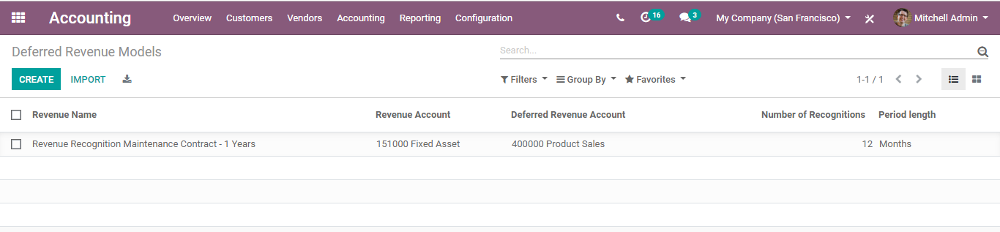 Accounting Overview Customers Vendors Accounting Reporting Configuration 16 3 My Company (San Francisco) Mitchell Admin
Deferred Revenue Models Search...
CREATE IMPORT Filters Group By Favorites 1-1 / 1
Revenue Name Revenue Account Deferred Revenue Account Number of Recognitions Period length
Revenue Recognition Maintenance Contract - 1 Years 151000 Fixed Asset 400000 Product Sales 12 Months